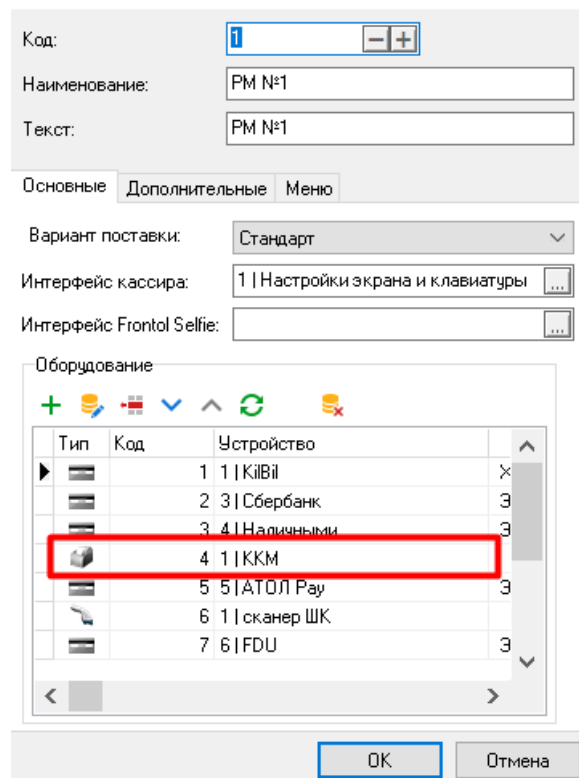 Код: 1
Наименование: РМ №1
Текст: РМ №1
Основные Дополнительные Меню
Вариант поставки: Стандарт
Интерфейс кассира: 1 | Настройки экрана и клавиатуры ...
Интерфейс Frontol Selfie: ...
Оборудование
Тип Код Устройство
1 1 | KilBil
2 3 | Сбербанк Э
3 4 | Наличными Э
4 1 | ККМ
5 5 | АТОЛ Pay Э
6 1 | сканер ШК
7 6 | FDU Э
OK Отмена